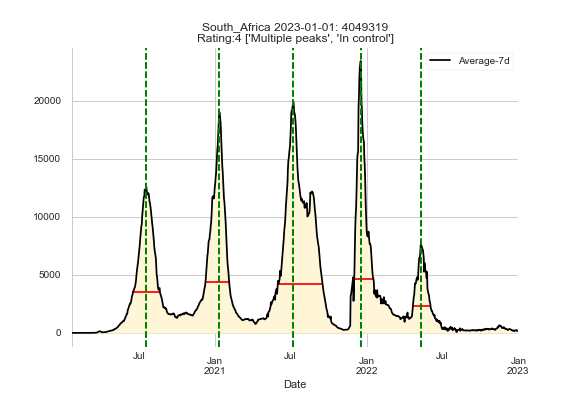 South_Africa 2023-01-01: 4049319
Rating:4 ['Multiple peaks', 'In control']
Average-7d
20000
15000
10000
5000
0
Jul
Jan
2021
Jul
Jan
2022
Jul
Jan
2023
Date